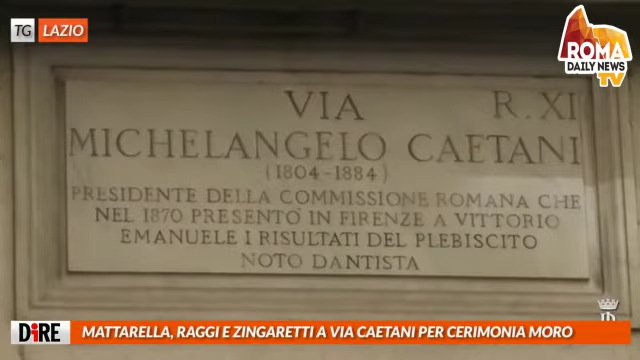 TG LAZIO
ROMA
DAILY NEWS
TV
VIA R. XI
MICHELANGELO CAETANI
(1804-1884)
PRESIDENTE DELLA COMMISSIONE ROMANA CHE
NEL 1870 PRESENTÒ IN FIRENZE A VITTORIO
EMANUELE I RISULTATI DEL PLEBISCITO
NOTO DANTISTA
DiRE
MATTARELLA, RAGGI E ZINGARETTI A VIA CAETANI PER CERIMONIA MORO